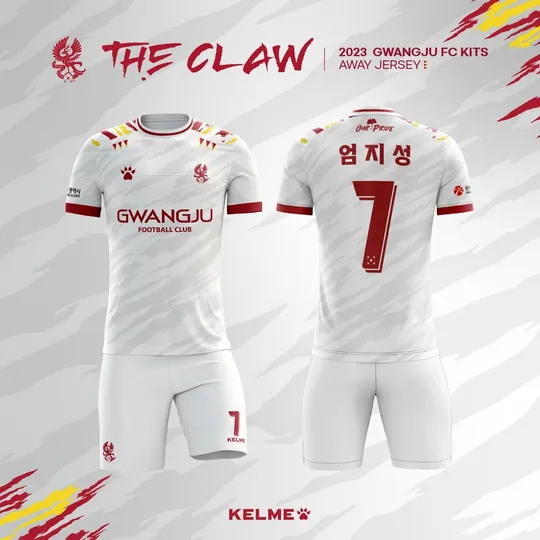 THE CLAW
2023 GWANGJU FC KITS
AWAY JERSEY
GWANGJU
FOOTBALL CLUB
7
KELME
OUR PRIDE
엄지성
7
KELME